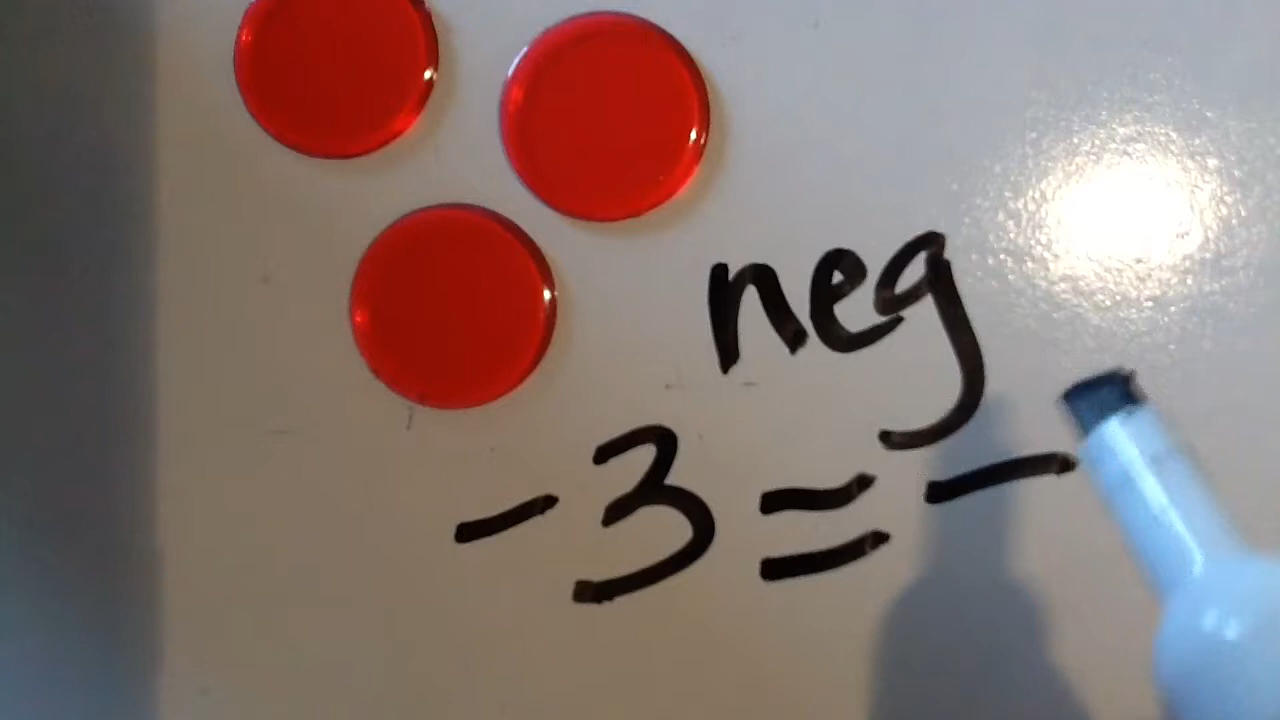 neg
-3 = -